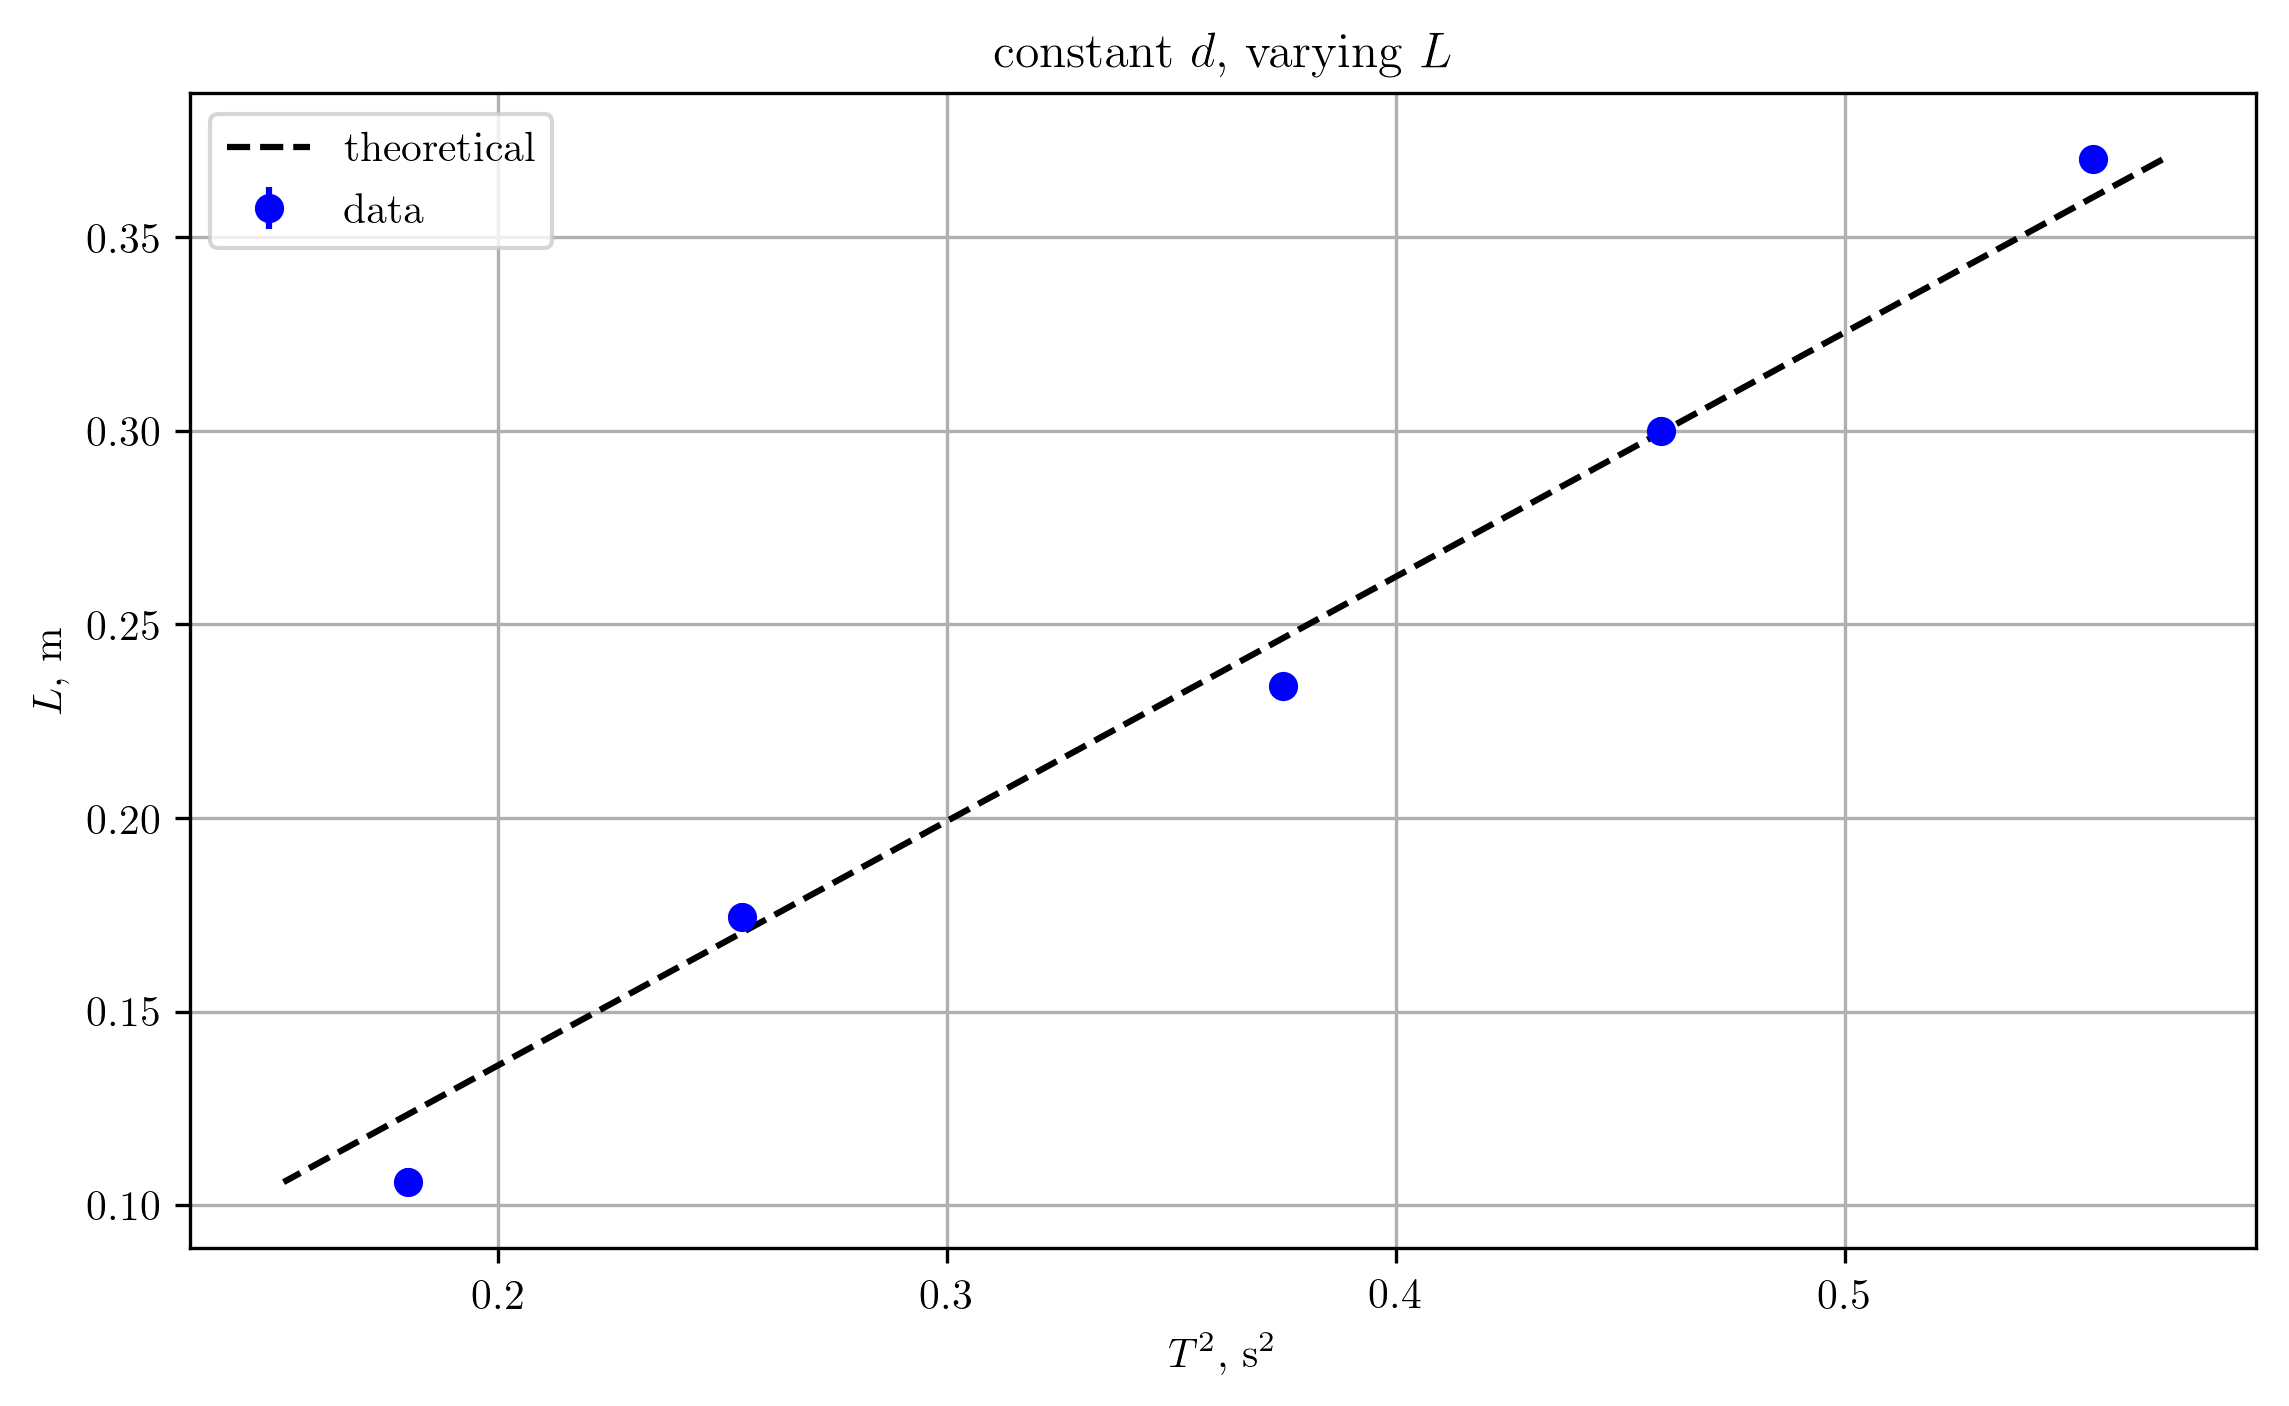 constant d, varying L
theoretical
data
0.35
0.30
0.25
0.20
0.15
0.10
L, m
0.2 0.3 0.4 0.5
T², s²